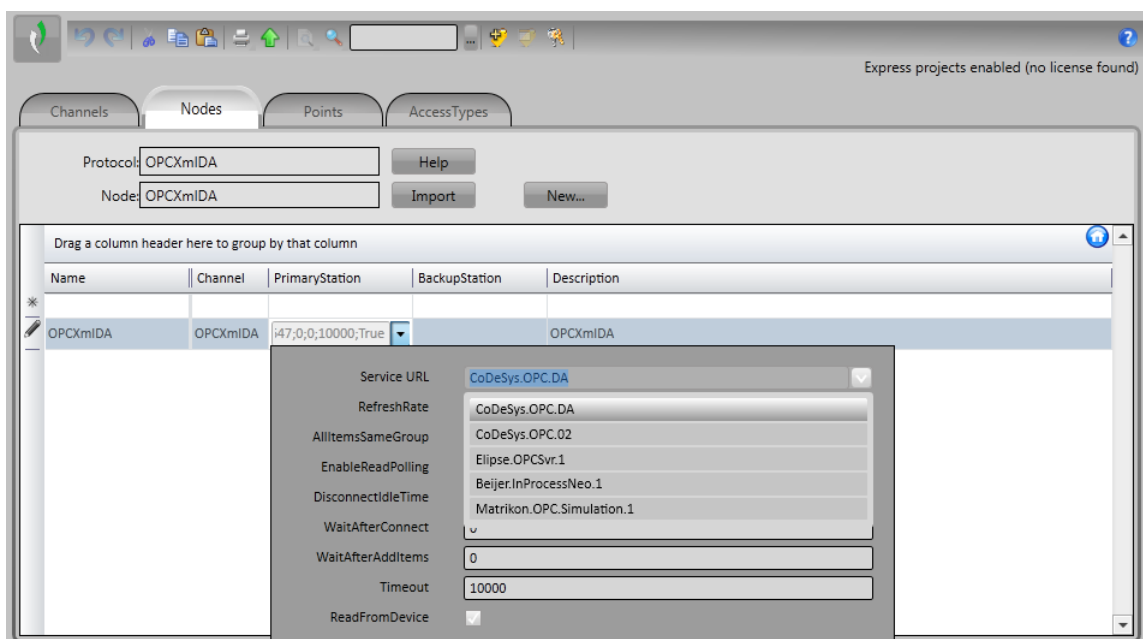 ...
Express projects enabled (no license found)
Channels Nodes Points AccessTypes
Protocol: OPCXmlDA Help
Node: OPCXmlDA Import New...
Drag a column header here to group by that column
Name Channel PrimaryStation BackupStation Description
OPCXmlDA OPCXmlDA i47;0;0;10000;True OPCXmlDA
Service URL CoDeSys.OPC.DA
RefreshRate CoDeSys.OPC.DA
AllItemsSameGroup CoDeSys.OPC.02
EnableReadPolling Elipse.OPCSvr.1
Beijer.InProcessNeo.1
DisconnectIdleTime
Matrikon.OPC.Simulation.1
WaitAfterConnect 0
WaitAfterAddItems 0
Timeout 10000
ReadFromDevice